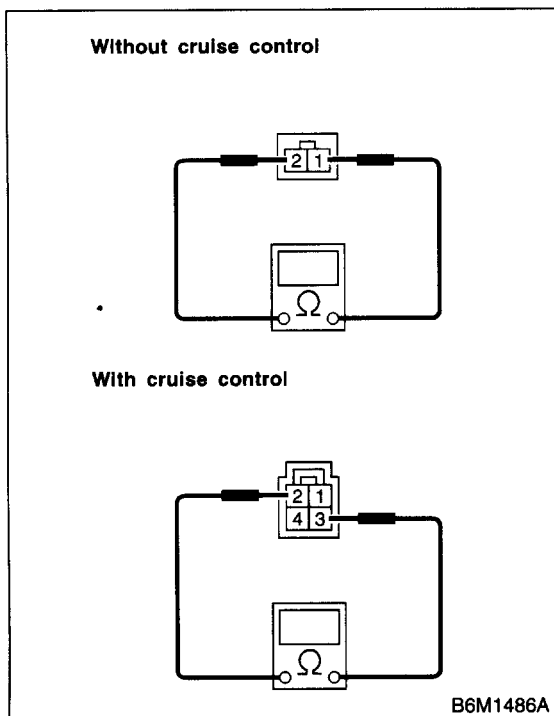 Without cruise control
2 1
Ω
With cruise control
2 1
4 3
Ω
B6M1486A